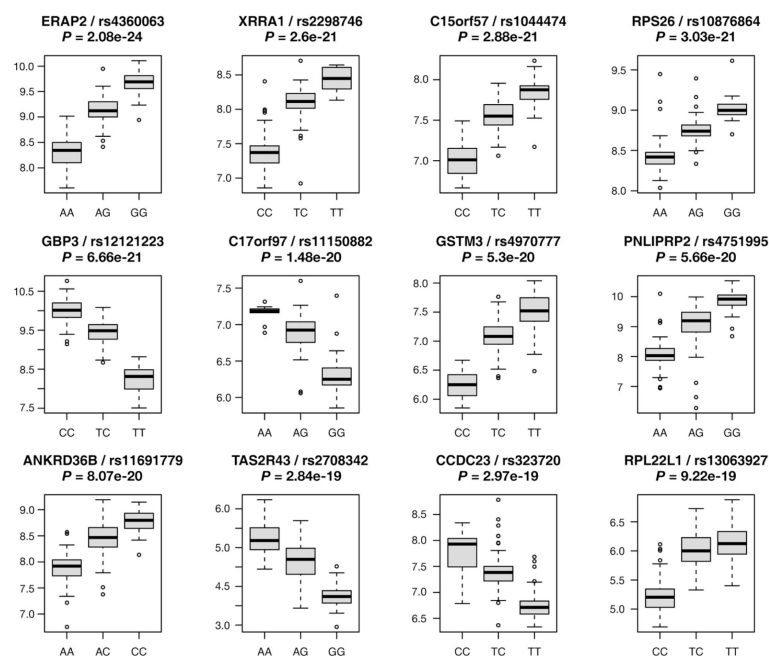 ERAP2 / rs4360063
P = 2.08e-24
10.0
9.5
9.0
8.5
8.0
AA AG GG
XRRA1 / rs2298746
P = 2.6e-21
8.5
8.0
7.5
7.0
CC TC TT
C15orf57 / rs1044474
P = 2.88e-21
8.0
7.5
7.0
CC TC TT
RPS26 / rs10876864
P = 3.03e-21
9.5
9.0
8.5
8.0
AA AG GG
GBP3 / rs12121223
P = 6.66e-21
10.5
9.5
8.5
7.5
CC TC TT
C17orf97 / rs11150882
P = 1.48e-20
7.5
7.0
6.5
6.0
AA AG GG
GSTM3 / rs4970777
P = 5.3e-20
8.0
7.5
7.0
6.5
6.0
CC TC TT
PNLIPRP2 / rs4751995
P = 5.66e-20
10
9
8
7
AA AG GG
ANKRD36B / rs11691779
P = 8.07e-20
9.0
8.5
8.0
7.5
7.0
AA AC CC
TAS2R43 / rs2708342
P = 2.84e-19
6.0
5.0
4.5
3.0
AA AG GG
CCDC23 / rs323720
P = 2.97e-19
8.5
8.0
7.5
7.0
6.5
CC TC TT
RPL22L1 / rs13063927
P = 9.22e-19
6.5
6.0
5.5
5.0
CC TC TT